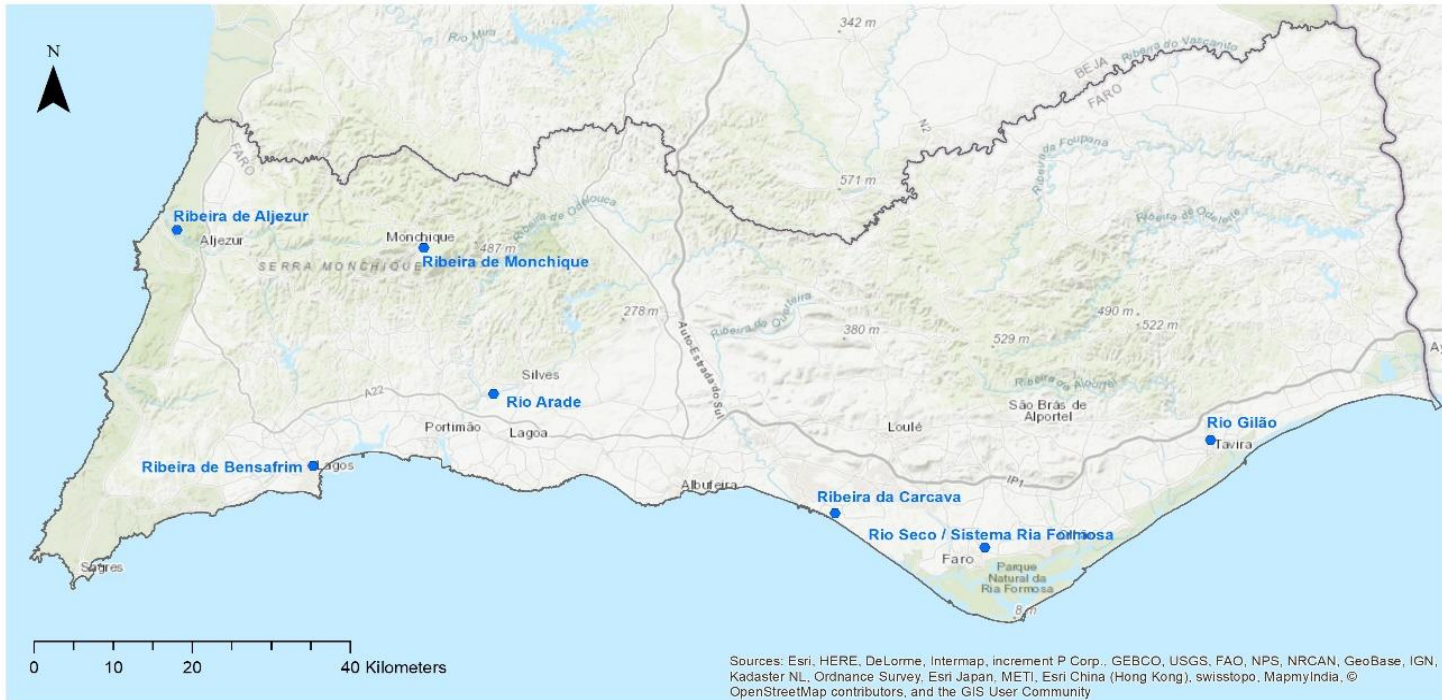 342 m
Rio Mira
N
Ribeira do Vascanito
BEJA
FARO
N2
FARO
Ribeira da Foupana
571 m
Ribeira de Aljezur
Aljezur
Ribeira de Odelouca
Ribeira de Odeleite
Monchique
487 m
SERRA MONCHIQUE
Ribeira de Monchique
278 m
Ribeira de Quarteira
380 m
490 m
522 m
529 m
Auto-Estrada do Sul
Ay
Silves
A22
Rio Arade
Ribeira de Alportel
São Brás de
Alportel
Portimão
Lagoa
Loulé
Rio Gilão
Tavira
Ribeira de Bensafrim
Lagos
Albufeira
IP1
Ribeira da Carcava
Rio Seco / Sistema Ria Formosa
Olhão
Faro
Parque
Natural da
Ria Formosa
8 m
Sagres
0 10 20 40 Kilometers
Sources: Esri, HERE, DeLorme, Intermap, increment P Corp., GEBCO, USGS, FAO, NPS, NRCAN, GeoBase, IGN,
Kadaster NL, Ordnance Survey, Esri Japan, METI, Esri China (Hong Kong), swisstopo, MapmyIndia, ©
OpenStreetMap contributors, and the GIS User Community